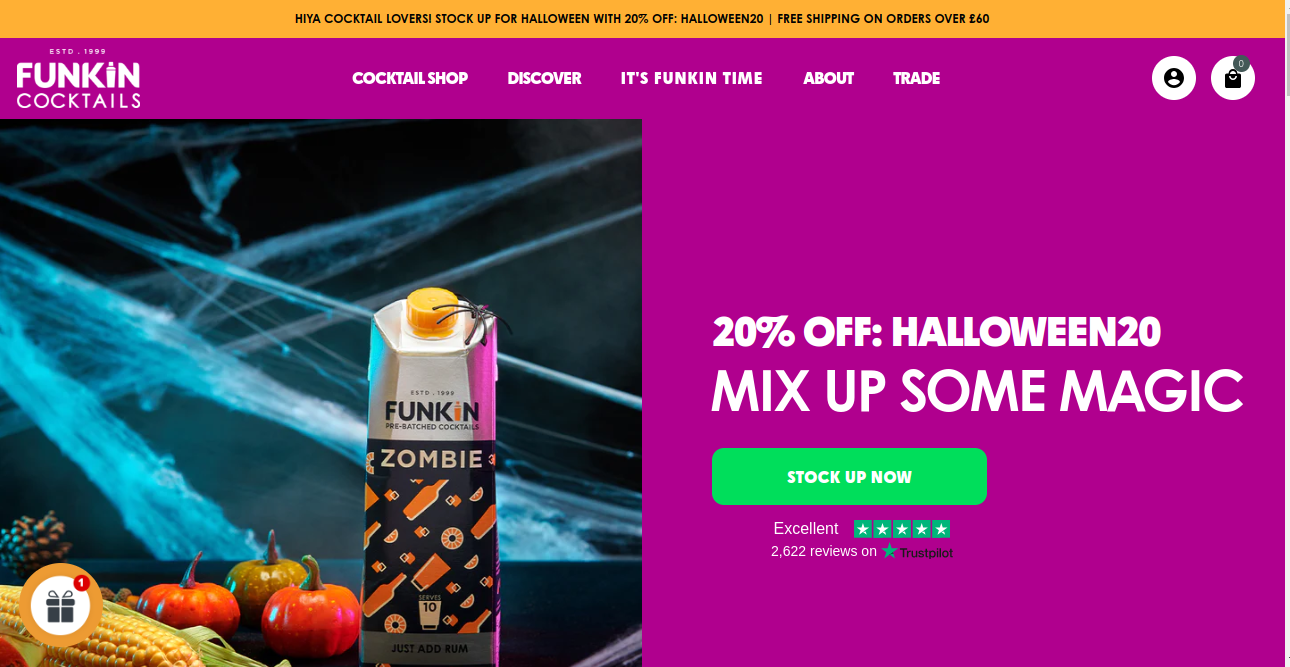 HIYA COCKTAIL LOVERS! STOCK UP FOR HALLOWEEN WITH 20% OFF: HALLOWEEN20 | FREE SHIPPING ON ORDERS OVER £60
ESTD . 1999
FUNKiN
COCKTAILS
COCKTAIL SHOP
DISCOVER
IT'S FUNKIN TIME
ABOUT
TRADE
0
ESTD . 1999
FUNKiN
PRE-BATCHED COCKTAILS
ZOMBIE
SERVES
10
JUST ADD RUM
1
20% OFF: HALLOWEEN20
MIX UP SOME MAGIC
STOCK UP NOW
Excellent
2,622 reviews on Trustpilot